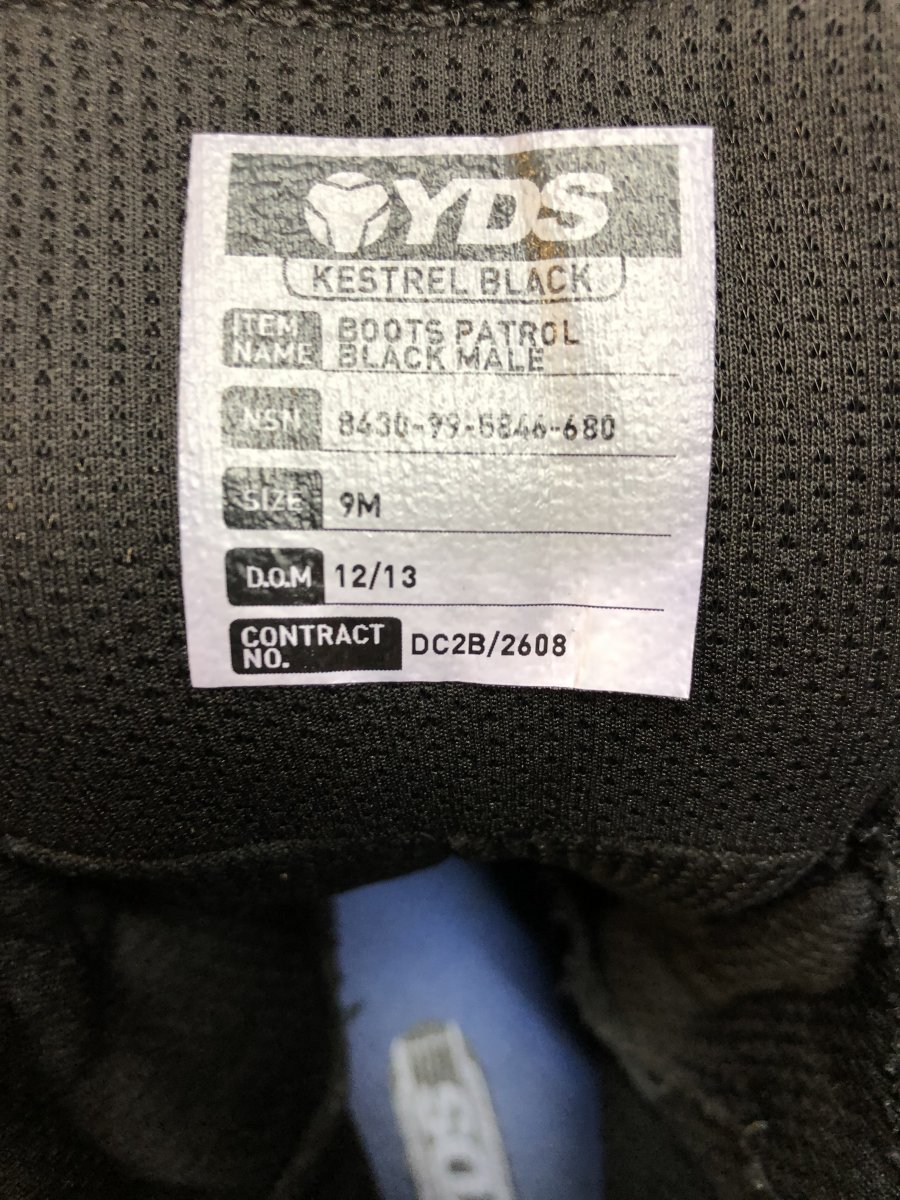 YDS
KESTREL BLACK
ITEM NAME BOOTS PATROL
BLACK MALE
NSN 8430-99-5846-680
SIZE 9M
D.O.M 12/13
CONTRACT NO. DC2B/2608